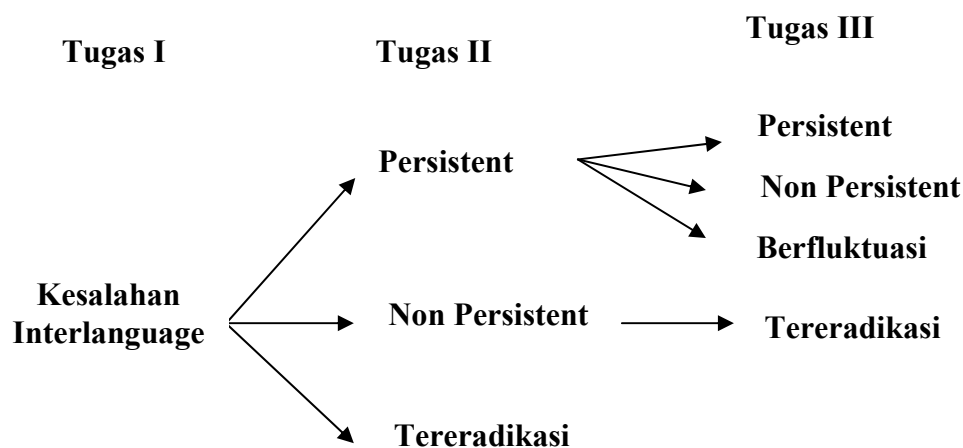 Tugas I
Tugas II
Tugas III
Persistent
Persistent
Non Persistent
Berfluktuasi
Kesalahan
Interlanguage
Non Persistent
Tereradikasi
Tereradikasi